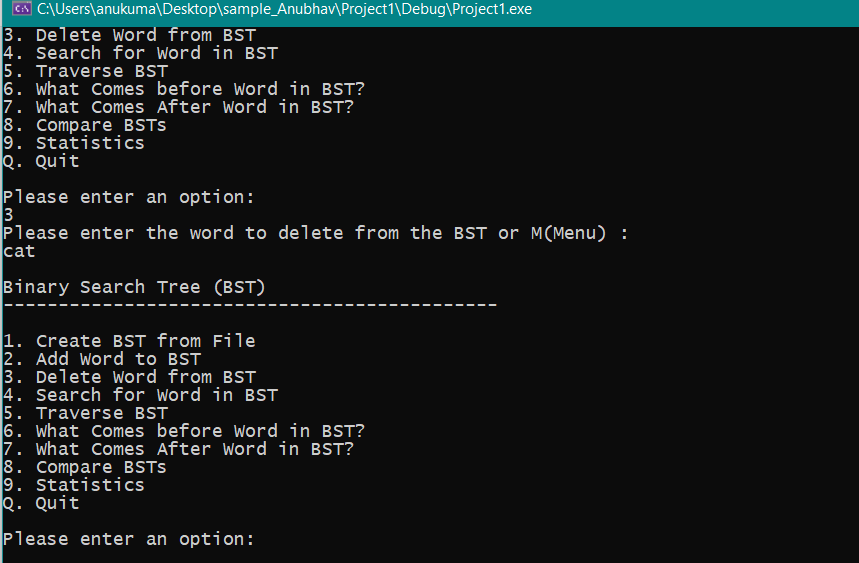 C:\Users\anukuma\Desktop\sample_Anubhav\Project1\Debug\Project1.exe
3. Delete Word from BST
4. Search for Word in BST
5. Traverse BST
6. What Comes before Word in BST?
7. What Comes After Word in BST?
8. Compare BSTs
9. Statistics
Q. Quit
Please enter an option:
3
Please enter the word to delete from the BST or M(Menu) :
cat
Binary Search Tree (BST)
---------------------------------------------
1. Create BST from File
2. Add Word to BST
3. Delete Word from BST
4. Search for Word in BST
5. Traverse BST
6. What Comes before Word in BST?
7. What Comes After Word in BST?
8. Compare BSTs
9. Statistics
Q. Quit
Please enter an option: